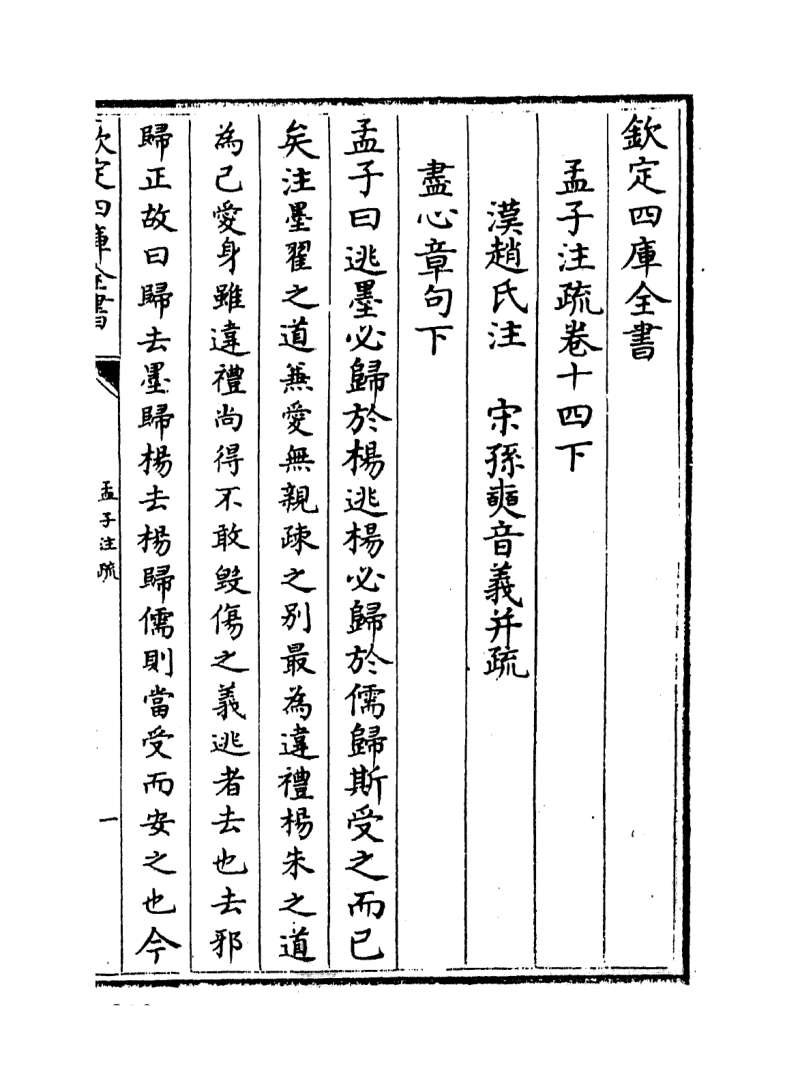 欽定四庫全書
孟子注疏卷十四下
漢趙氏注　宋孫奭音義并疏
盡心章句下
孟子曰逃墨必歸於楊逃楊必歸於儒歸斯受之而已
矣注墨翟之道兼愛無親疎之別最為違禮楊朱之道
為己愛身雖違禮尚得不敢毀傷之義逃者去也去邪
歸正故曰歸去墨歸楊去楊歸儒則當受而安之也今
欽定四庫全書
孟子注疏
一